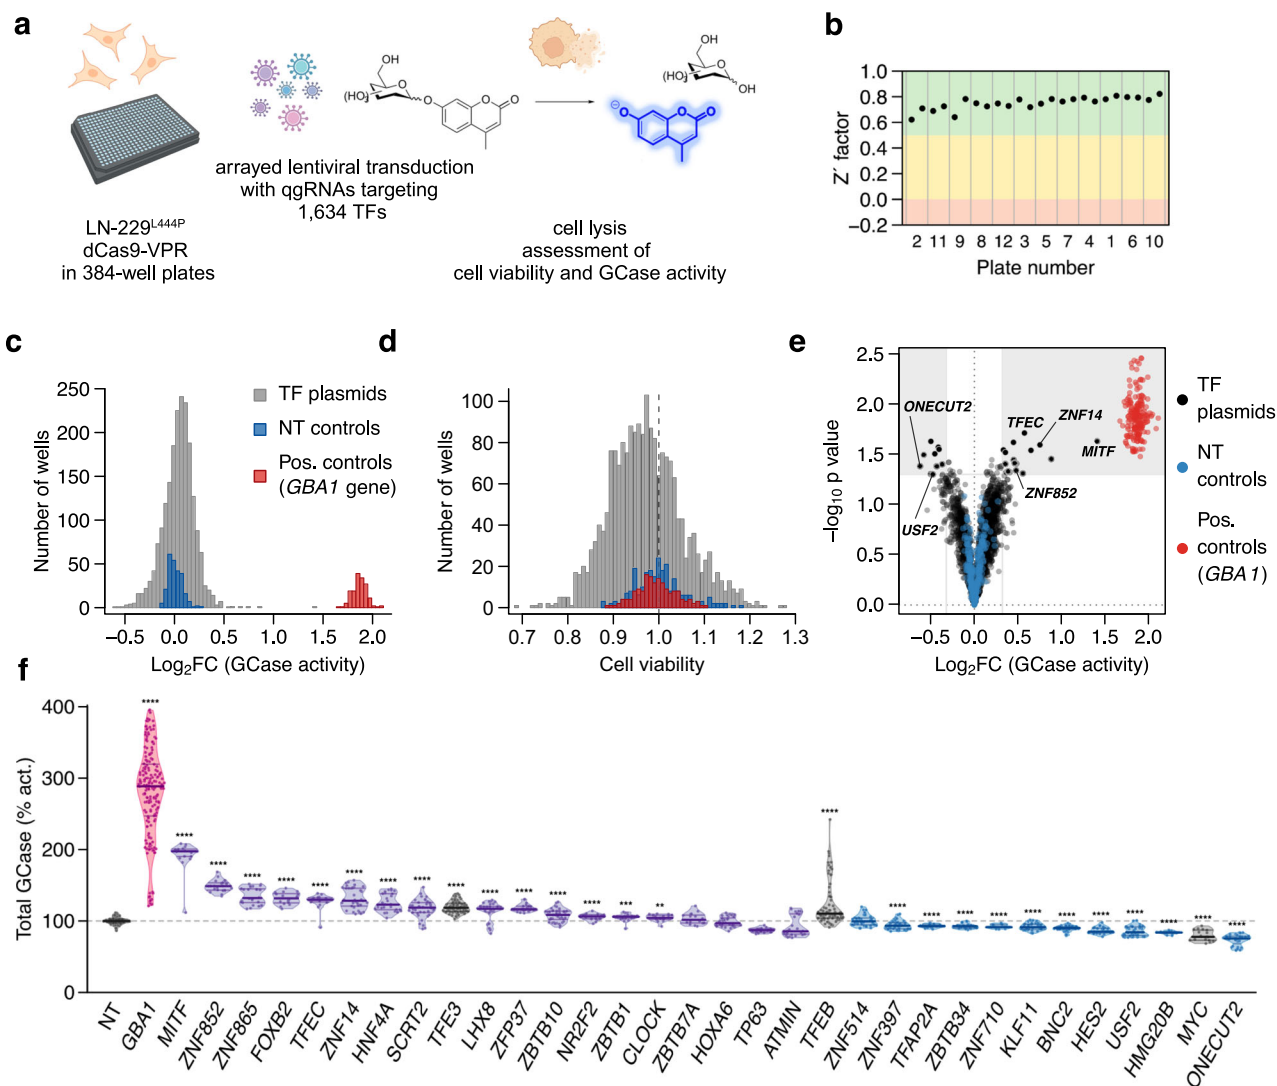 a
OH
(HO)
O
O
O
OH
(HO)
OH
⊖O
O
O
arrayed lentiviral transduction
with qgRNAs targeting
1,634 TFs
LN-229L444P
dCas9-VPR
in 384-well plates
cell lysis
assessment of
cell viability and GCase activity
b
Z′ factor
1.0
0.8
0.6
0.4
0.2
0.0
−0.2
2 11 9 8 12 3 5 7 4 1 6 10
Plate number
c
Number of wells
250
200
150
100
50
0
−0.5 0.0 0.5 1.0 1.5 2.0
Log2FC (GCase activity)
TF plasmids
NT controls
Pos. controls
(GBA1 gene)
d
Number of wells
100
80
60
40
20
0
0.7 0.8 0.9 1.0 1.1 1.2 1.3
Cell viability
e
−log10 p value
2.5
2.0
1.5
1.0
0.5
0.0
ONECUT2
TFEC
ZNF14
MITF
ZNF852
USF2
−0.5 0.0 0.5 1.0 1.5 2.0
Log2FC (GCase activity)
TF
plasmids
NT
controls
Pos.
controls
(GBA1)
f
Total GCase (% act.)
400
300
200
100
0
**** **** **** **** **** **** **** **** **** **** **** **** **** **** *** ** **** **** **** **** **** **** **** **** **** **** **** ****
NT GBA1 MITF ZNF852 ZNF865 FOXB2 TFEC ZNF14 HNF4A SCRT2 TFE3 LHX8 ZFP37 ZBTB10 NR2F2 ZBTB1 CLOCK ZBTB7A HOXA6 TP63 ATMIN TFEB ZNF514 ZNF397 TFAP2A ZBTB34 ZNF710 KLF11 BNC2 HES2 USF2 HMG20B MYC ONECUT2